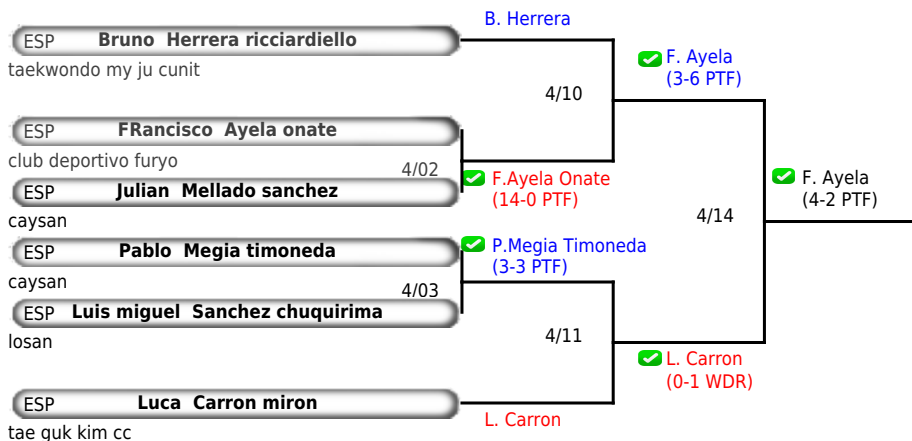 B. Herrera
ESP Bruno Herrera ricciardiello
taekwondo my ju cunit
F. Ayela
(3-6 PTF)
4/10
ESP FRancisco Ayela onate
club deportivo furyo
4/02
F.Ayela Onate
(14-0 PTF)
ESP Julian Mellado sanchez
caysan
F. Ayela
(4-2 PTF)
4/14
ESP Pablo Megia timoneda
caysan
P.Megia Timoneda
(3-3 PTF)
4/03
ESP Luis miguel Sanchez chuquirima
losan
4/11
L. Carron
(0-1 WDR)
ESP Luca Carron miron
tae guk kim cc
L. Carron